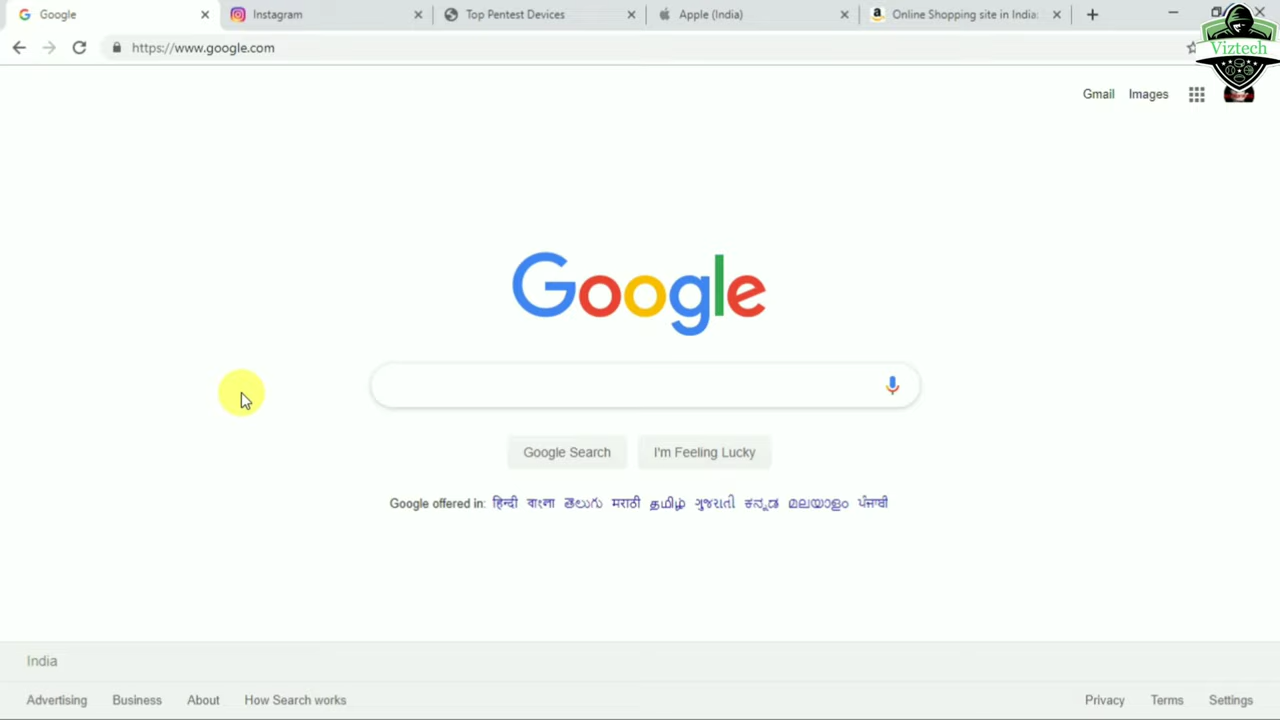 Google
Instagram
Top Pentest Devices
Apple (India)
Online Shopping site in India:
https://www.google.com
Viztech
Gmail
Images
Google
Google Search
I'm Feeling Lucky
Google offered in: हिन्दी বাংলা తెలుగు मराठी தமிழ் ગુજરાતી ಕನ್ನಡ മലയാളം ਪੰਜਾਬੀ
India
Advertising
Business
About
How Search works
Privacy
Terms
Settings